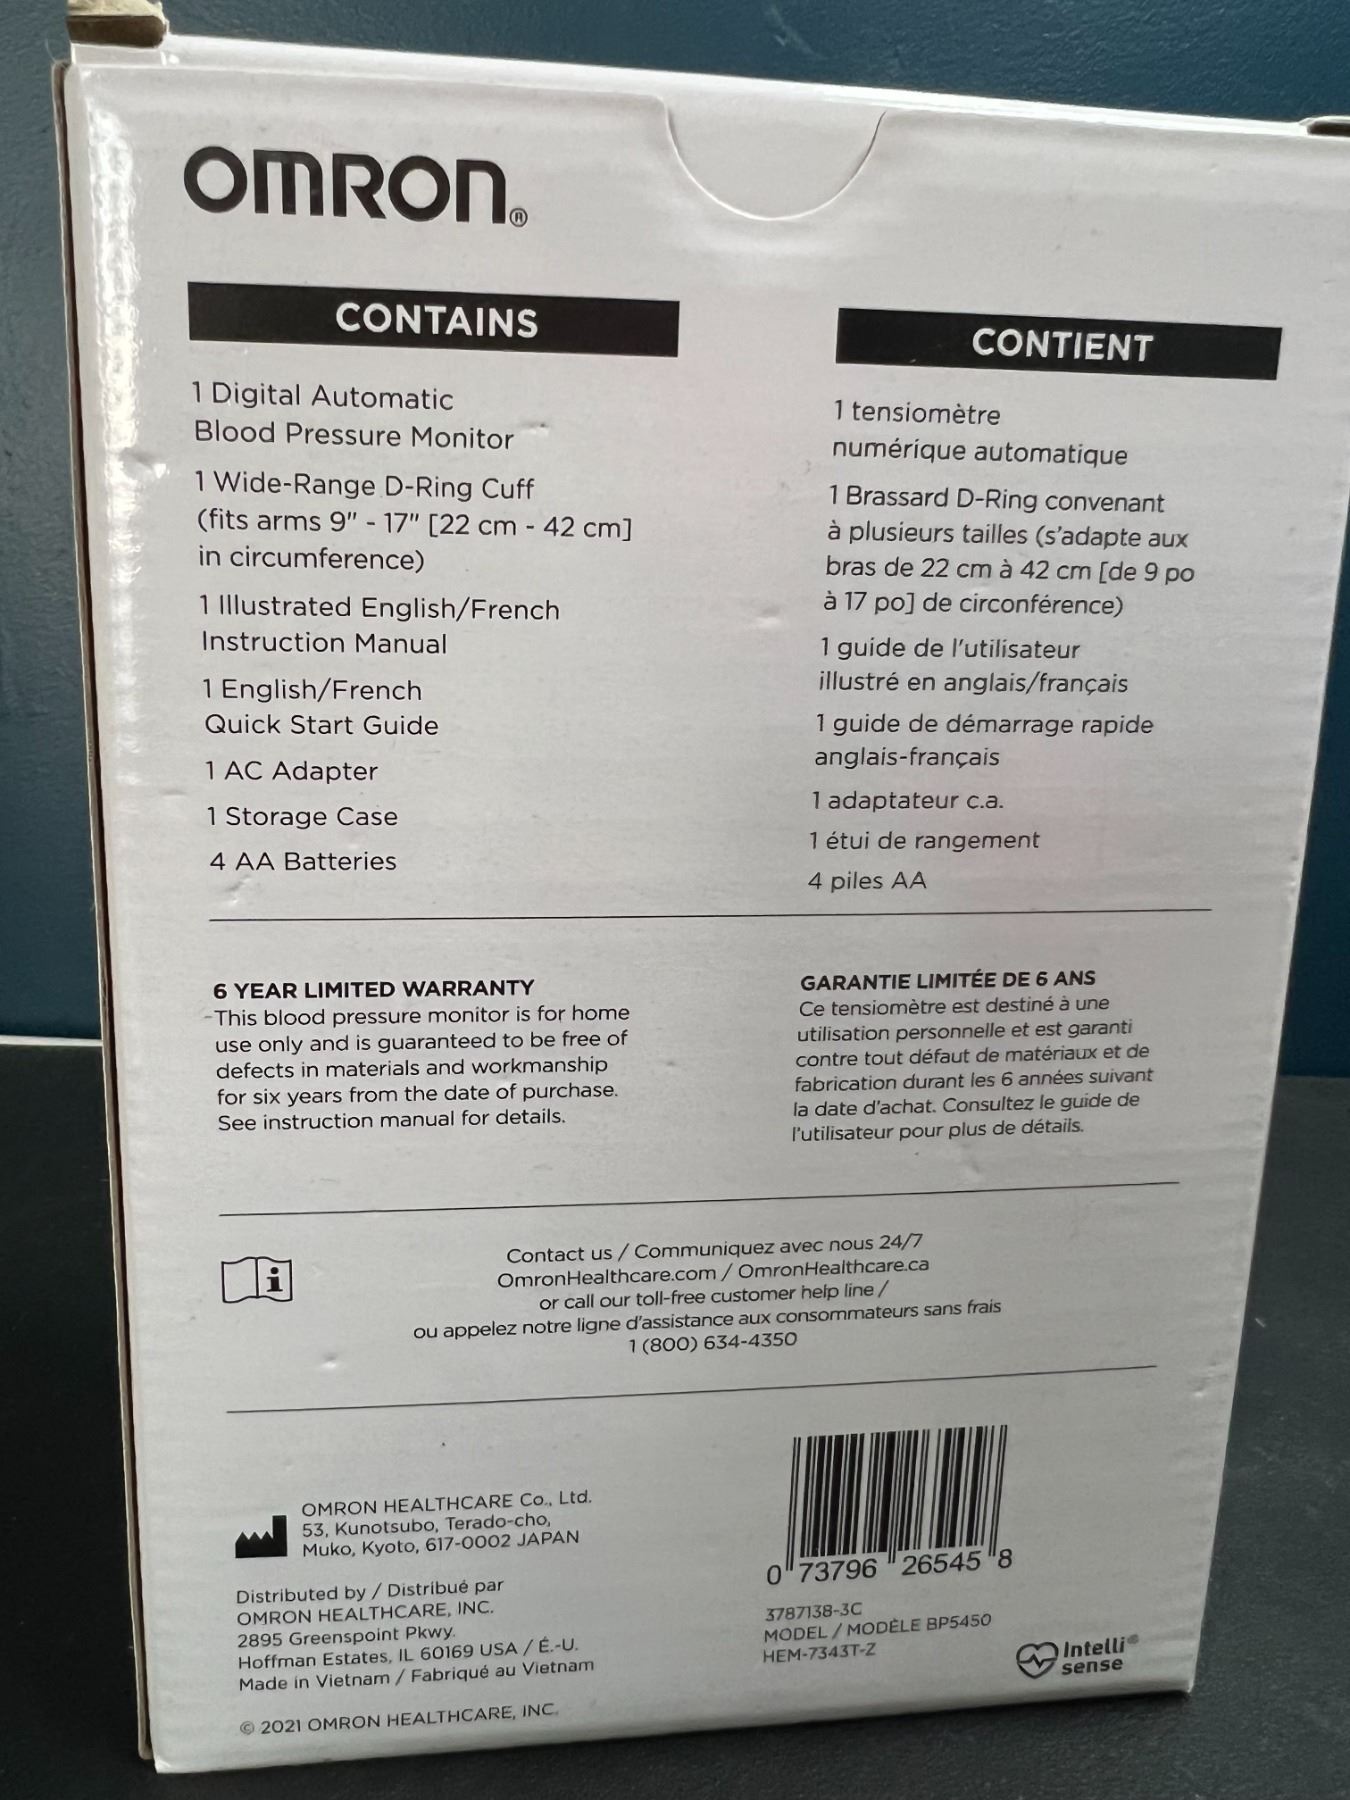 OMRON®
CONTAINS
1 Digital Automatic
Blood Pressure Monitor
1 Wide-Range D-Ring Cuff
(fits arms 9" - 17" [22 cm - 42 cm]
in circumference)
1 Illustrated English/French
Instruction Manual
1 English/French
Quick Start Guide
1 AC Adapter
1 Storage Case
4 AA Batteries
CONTIENT
1 tensiomètre
numérique automatique
1 Brassard D-Ring convenant
à plusieurs tailles (s'adapte aux
bras de 22 cm à 42 cm [de 9 po
à 17 po] de circonférence)
1 guide de l'utilisateur
illustré en anglais/français
1 guide de démarrage rapide
anglais-français
1 adaptateur c.a.
1 étui de rangement
4 piles AA
6 YEAR LIMITED WARRANTY
This blood pressure monitor is for home
use only and is guaranteed to be free of
defects in materials and workmanship
for six years from the date of purchase.
See instruction manual for details.
GARANTIE LIMITÉE DE 6 ANS
Ce tensiomètre est destiné à une
utilisation personnelle et est garanti
contre tout défaut de matériaux et de
fabrication durant les 6 années suivant
la date d'achat. Consultez le guide de
l'utilisateur pour plus de détails.
Contact us / Communiquez avec nous 24/7
OmronHealthcare.com / OmronHealthcare.ca
or call our toll-free customer help line /
ou appelez notre ligne d'assistance aux consommateurs sans frais
1 (800) 634-4350
OMRON HEALTHCARE Co., Ltd.
53, Kunotsubo, Terado-cho,
Muko, Kyoto, 617-0002 JAPAN
Distributed by / Distribué par
OMRON HEALTHCARE, INC.
2895 Greenspoint Pkwy.
Hoffman Estates, IL 60169 USA / É.-U.
Made in Vietnam / Fabriqué au Vietnam
© 2021 OMRON HEALTHCARE, INC.
0 73796 26545 8
3787138-3C
MODEL / MODÈLE BP5450
HEM-7343T-Z
Intelli®
sense